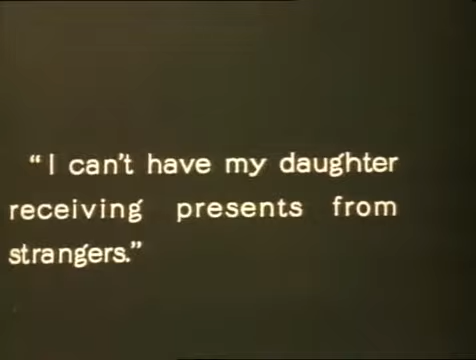 “I can't have my daughter
receiving presents from
strangers.”